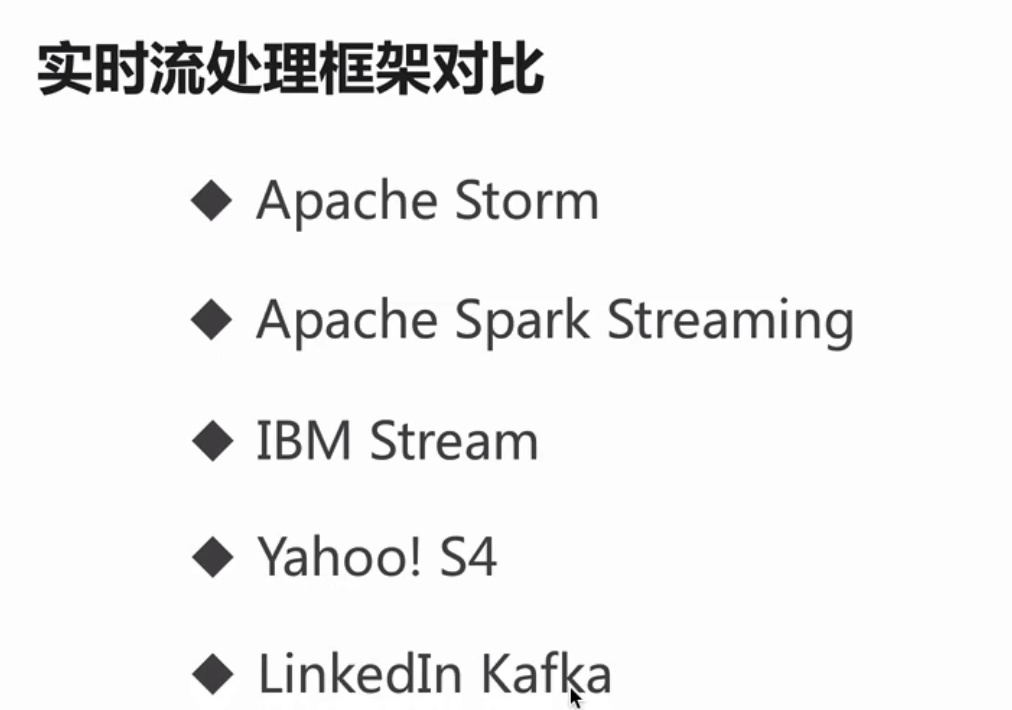 实时流处理框架对比
◆ Apache Storm
◆ Apache Spark Streaming
◆ IBM Stream
◆ Yahoo! S4
◆ LinkedIn Kafka